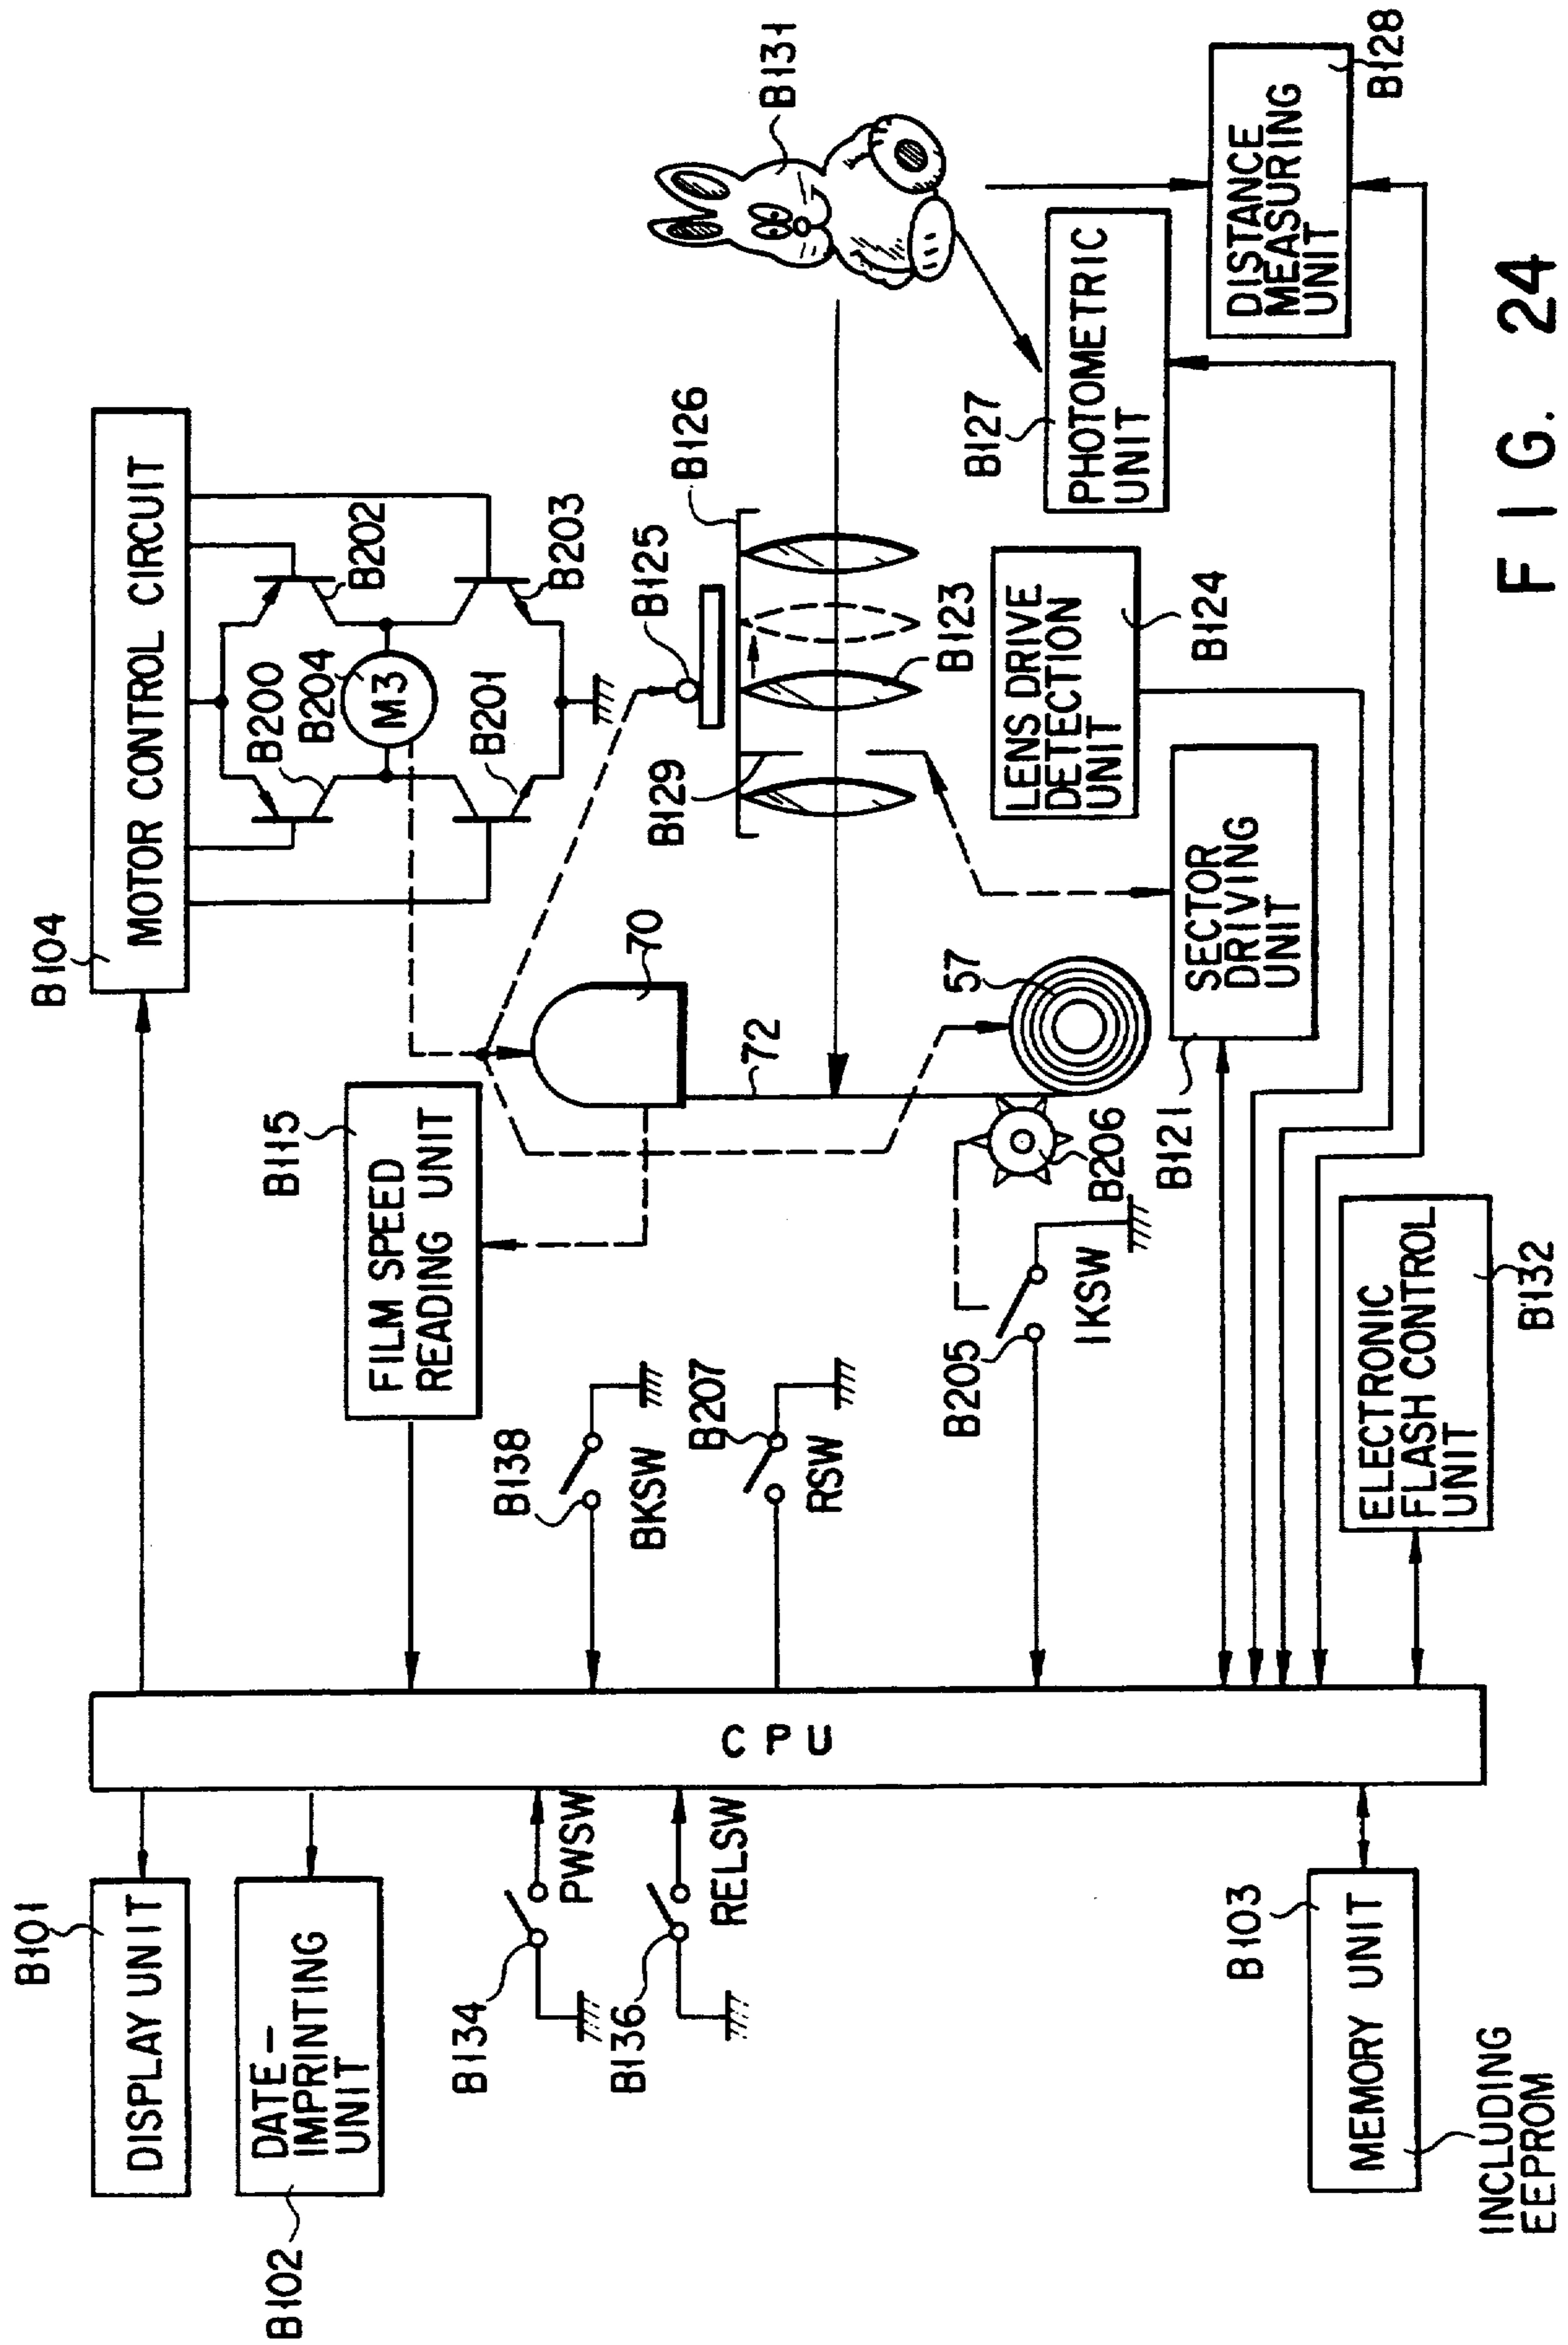 B101
DISPLAY UNIT
B102
DATE-
IMPRINTING
UNIT
B134
PWSW
B136
RELSW
B103
MEMORY UNIT
INCLUDING
EEPROM
CPU
B104
MOTOR CONTROL CIRCUIT
B200
B204
M3
B201
B202
B203
B115
FILM SPEED
READING UNIT
B138
BKSW
B207
RSW
B205
IKSW
B206
70
72
57
B125
B126
B129
B123
B131
LENS DRIVE
DETECTION
UNIT
B124
B127
PHOTOMETRIC
UNIT
DISTANCE
MEASURING
UNIT
B128
B121
SECTOR
DRIVING
UNIT
ELECTRONIC
FLASH CONTROL
UNIT
B132
FIG. 24